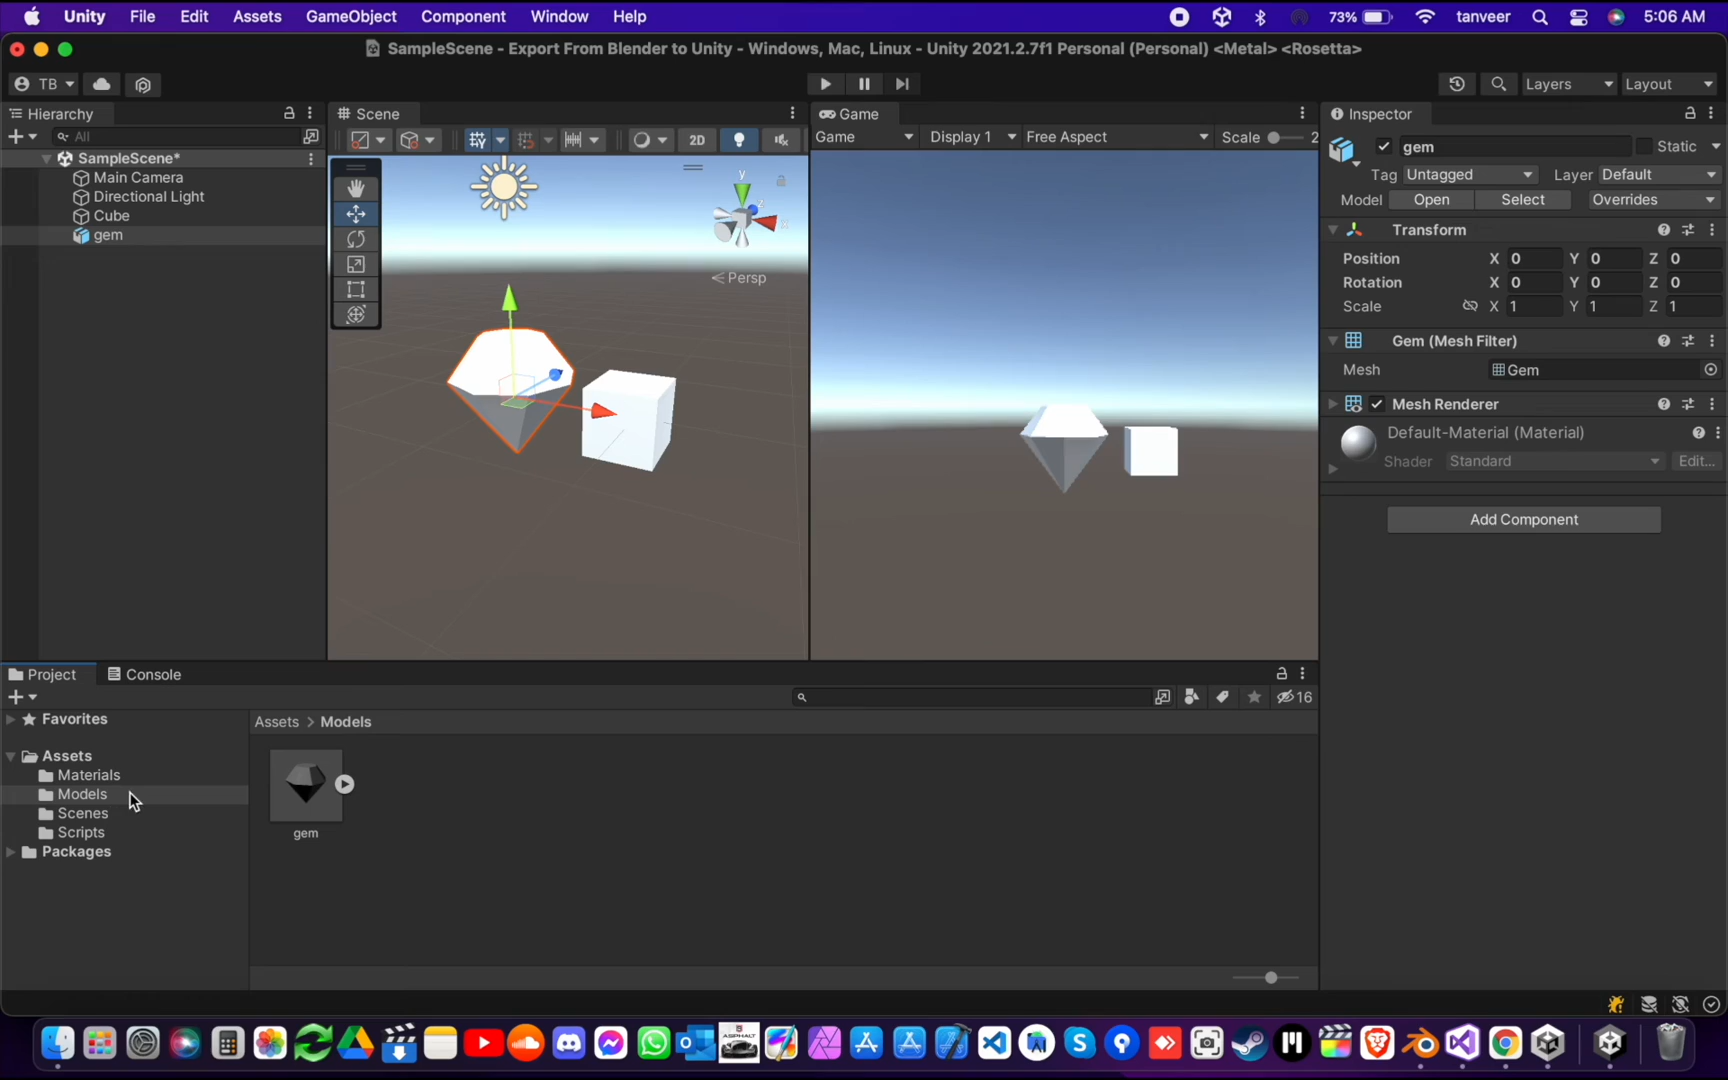 Unity File Edit Assets GameObject Component Window Help 73% tanveer 5:06 AM
SampleScene - Export From Blender to Unity - Windows, Mac, Linux - Unity 2021.2.7f1 Personal (Personal) <Metal> <Rosetta>
TB Layers Layout
Hierarchy Scene Game Inspector
All 2D Game Display 1 Free Aspect Scale 2 gem Static
SampleScene*
Main Camera
Directional Light
Cube
gem
y
z
x
Persp
Tag Untagged Layer Default
Model Open Select Overrides
Transform
Position X 0 Y 0 Z 0
Rotation X 0 Y 0 Z 0
Scale X 1 Y 1 Z 1
Gem (Mesh Filter)
Mesh Gem
Mesh Renderer
Default-Material (Material)
Shader Standard Edit...
Add Component
Project Console
16
Favorites
Assets
Materials
Models
Scenes
Scripts
Packages
Assets > Models
gem
ASPHALT